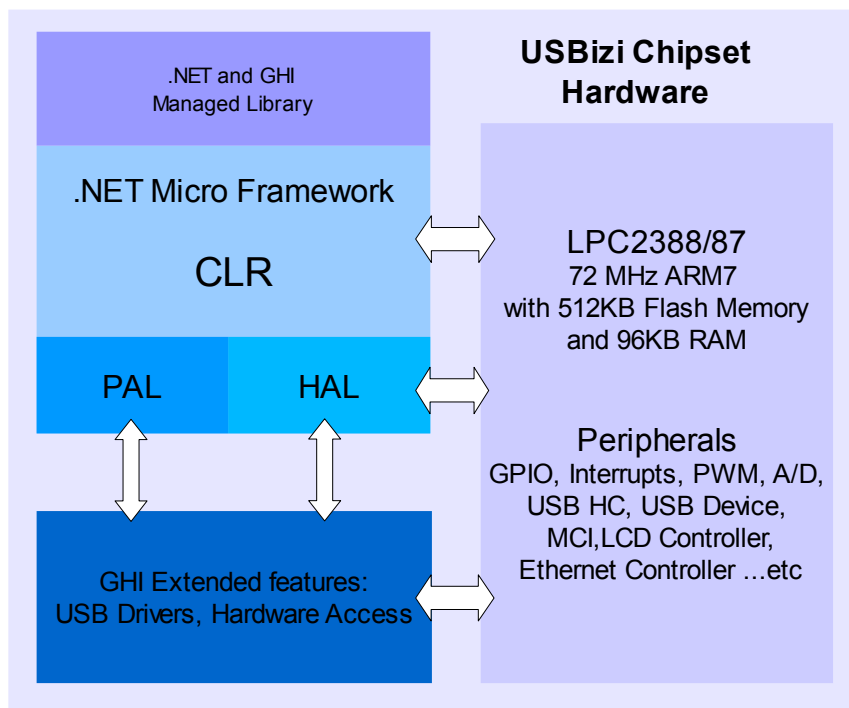 .NET and GHI
Managed Library
.NET Micro Framework
CLR
PAL
HAL
GHI Extended features:
USB Drivers, Hardware Access
USBizi Chipset
Hardware
LPC2388/87
72 MHz ARM7
with 512KB Flash Memory
and 96KB RAM
Peripherals
GPIO, Interrupts, PWM, A/D,
USB HC, USB Device,
MCI,LCD Controller,
Ethernet Controller ...etc